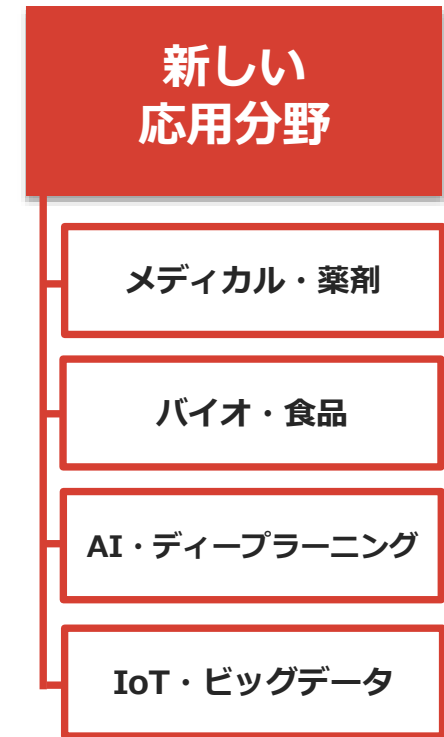 新しい
応用分野
メディカル・薬剤
バイオ・食品
AI・ディープラーニング
IoT・ビッグデータ